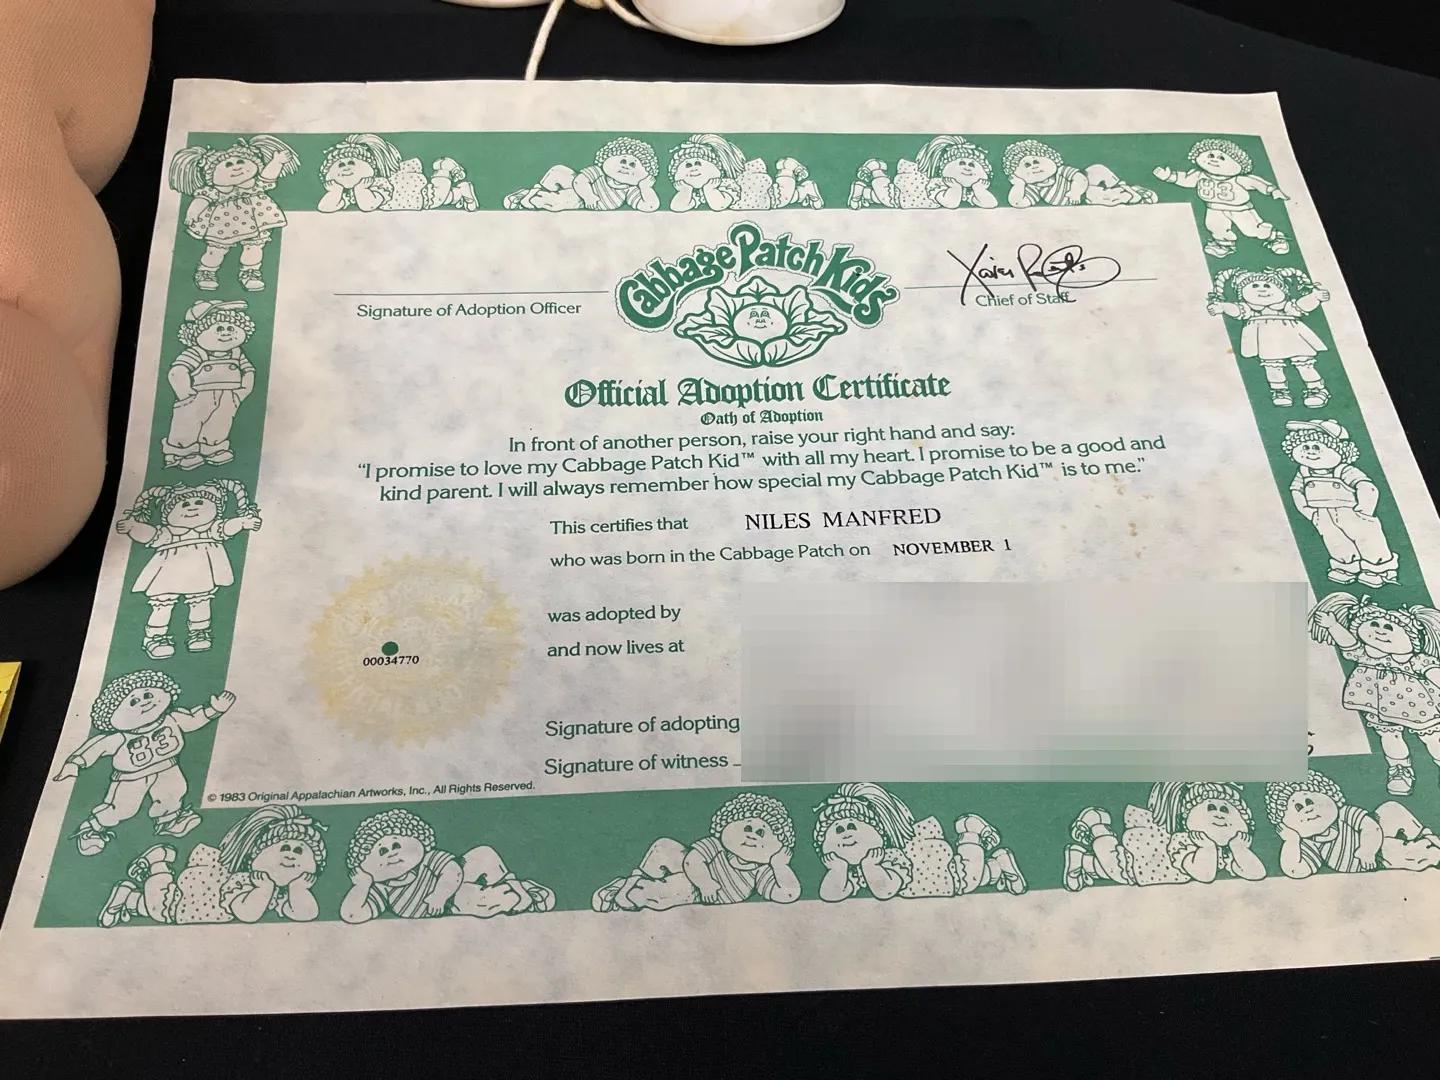 Cabbage Patch Kids
Xavier Roberts
Signature of Adoption Officer
Chief of Staff
Official Adoption Certificate
Oath of Adoption
In front of another person, raise your right hand and say:
“I promise to love my Cabbage Patch Kid™ with all my heart. I promise to be a good and
kind parent. I will always remember how special my Cabbage Patch Kid™ is to me.”
This certifies that NILES MANFRED
who was born in the Cabbage Patch on NOVEMBER 1
was adopted by
and now lives at
00034770
Signature of adopting
Signature of witness
© 1983 Original Appalachian Artworks, Inc., All Rights Reserved.
83
83